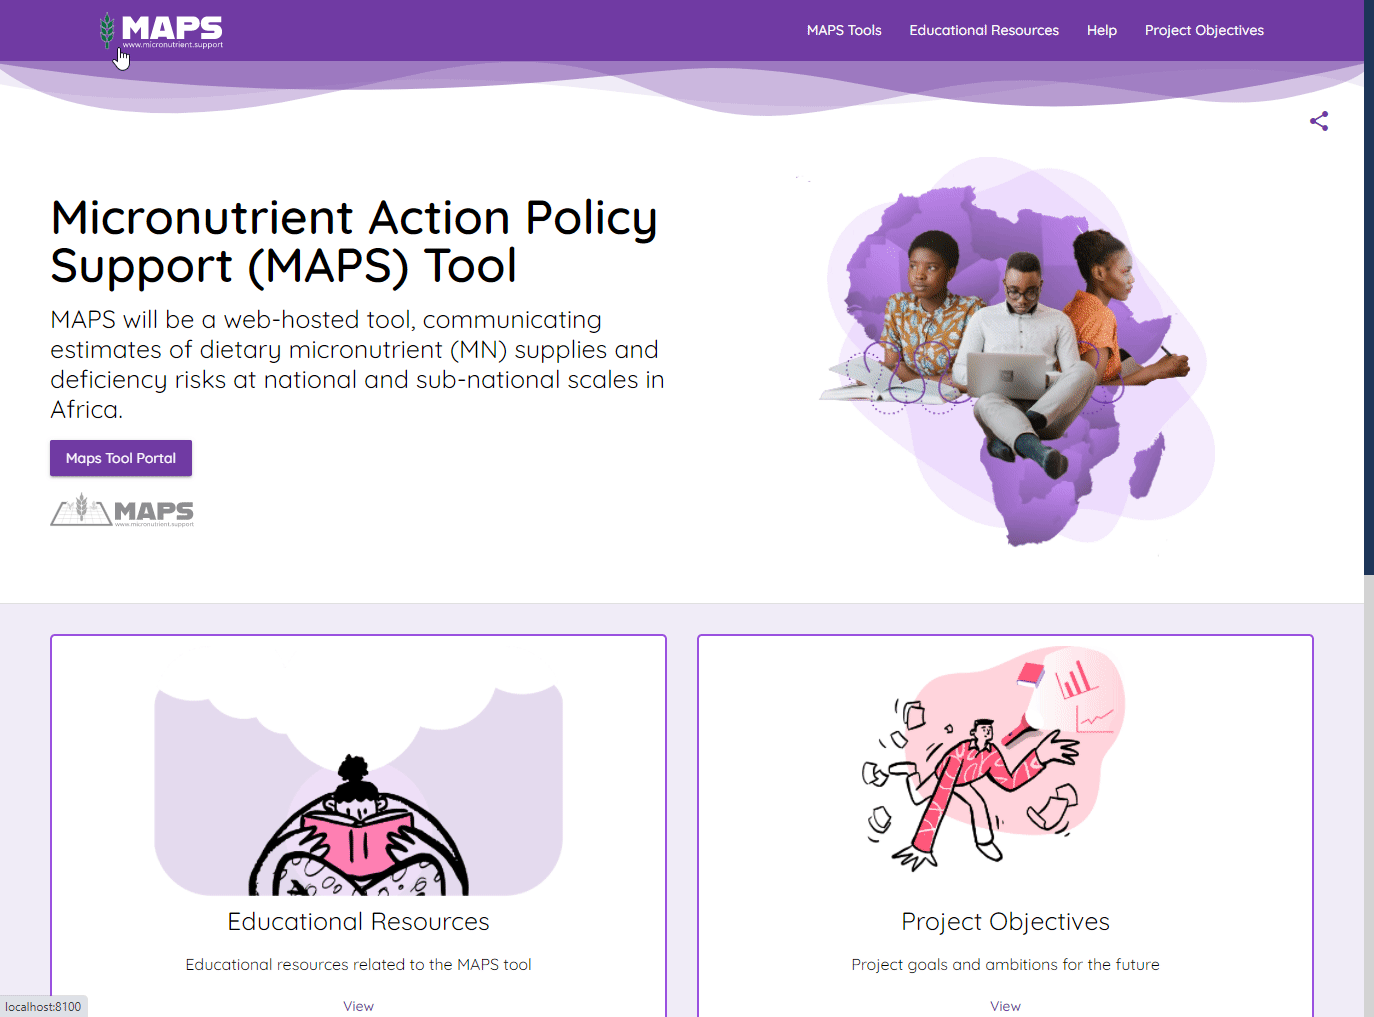 MAPS
www.micronutrient.support
MAPS Tools
Educational Resources
Help
Project Objectives
Micronutrient Action Policy
Support (MAPS) Tool
MAPS will be a web-hosted tool, communicating
estimates of dietary micronutrient (MN) supplies and
deficiency risks at national and sub-national scales in
Africa.
Maps Tool Portal
MAPS
www.micronutrient.support
Educational Resources
Educational resources related to the MAPS tool
View
Project Objectives
Project goals and ambitions for the future
View
localhost:8100